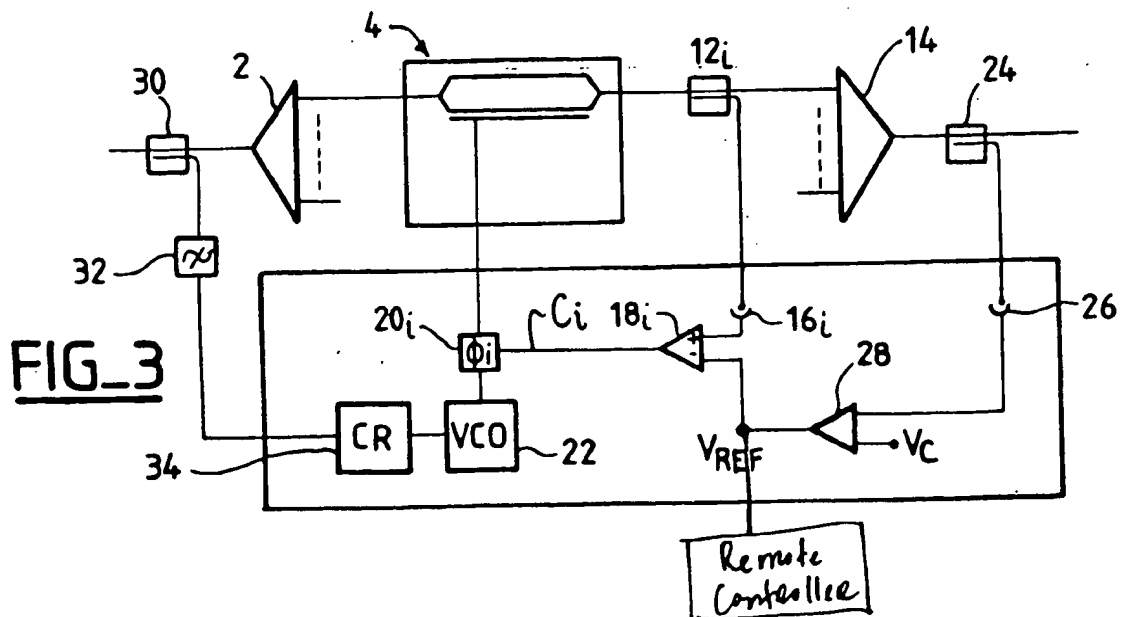 4
12i
14
30
2
24
32
20i
Ci
18i
16i
26
Φi
28
FIG_3
CR
VCO
22
VREF
VC
34
Remote
Controller